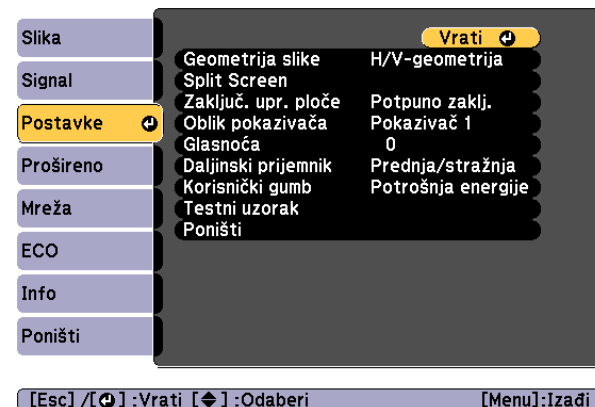 Slika
Signal
Postavke
Prošireno
Mreža
ECO
Info
Poništi
Vrati
Geometrija slike H/V-geometrija
Split Screen
Zaključ. upr. ploče Potpuno zaklj.
Oblik pokazivača Pokazivač 1
Glasnoća 0
Daljinski prijemnik Prednja/stražnja
Korisnički gumb Potrošnja energije
Testni uzorak
Poništi
[Esc] /[⏎] :Vrati [◆] :Odaberi [Menu]:Izađi